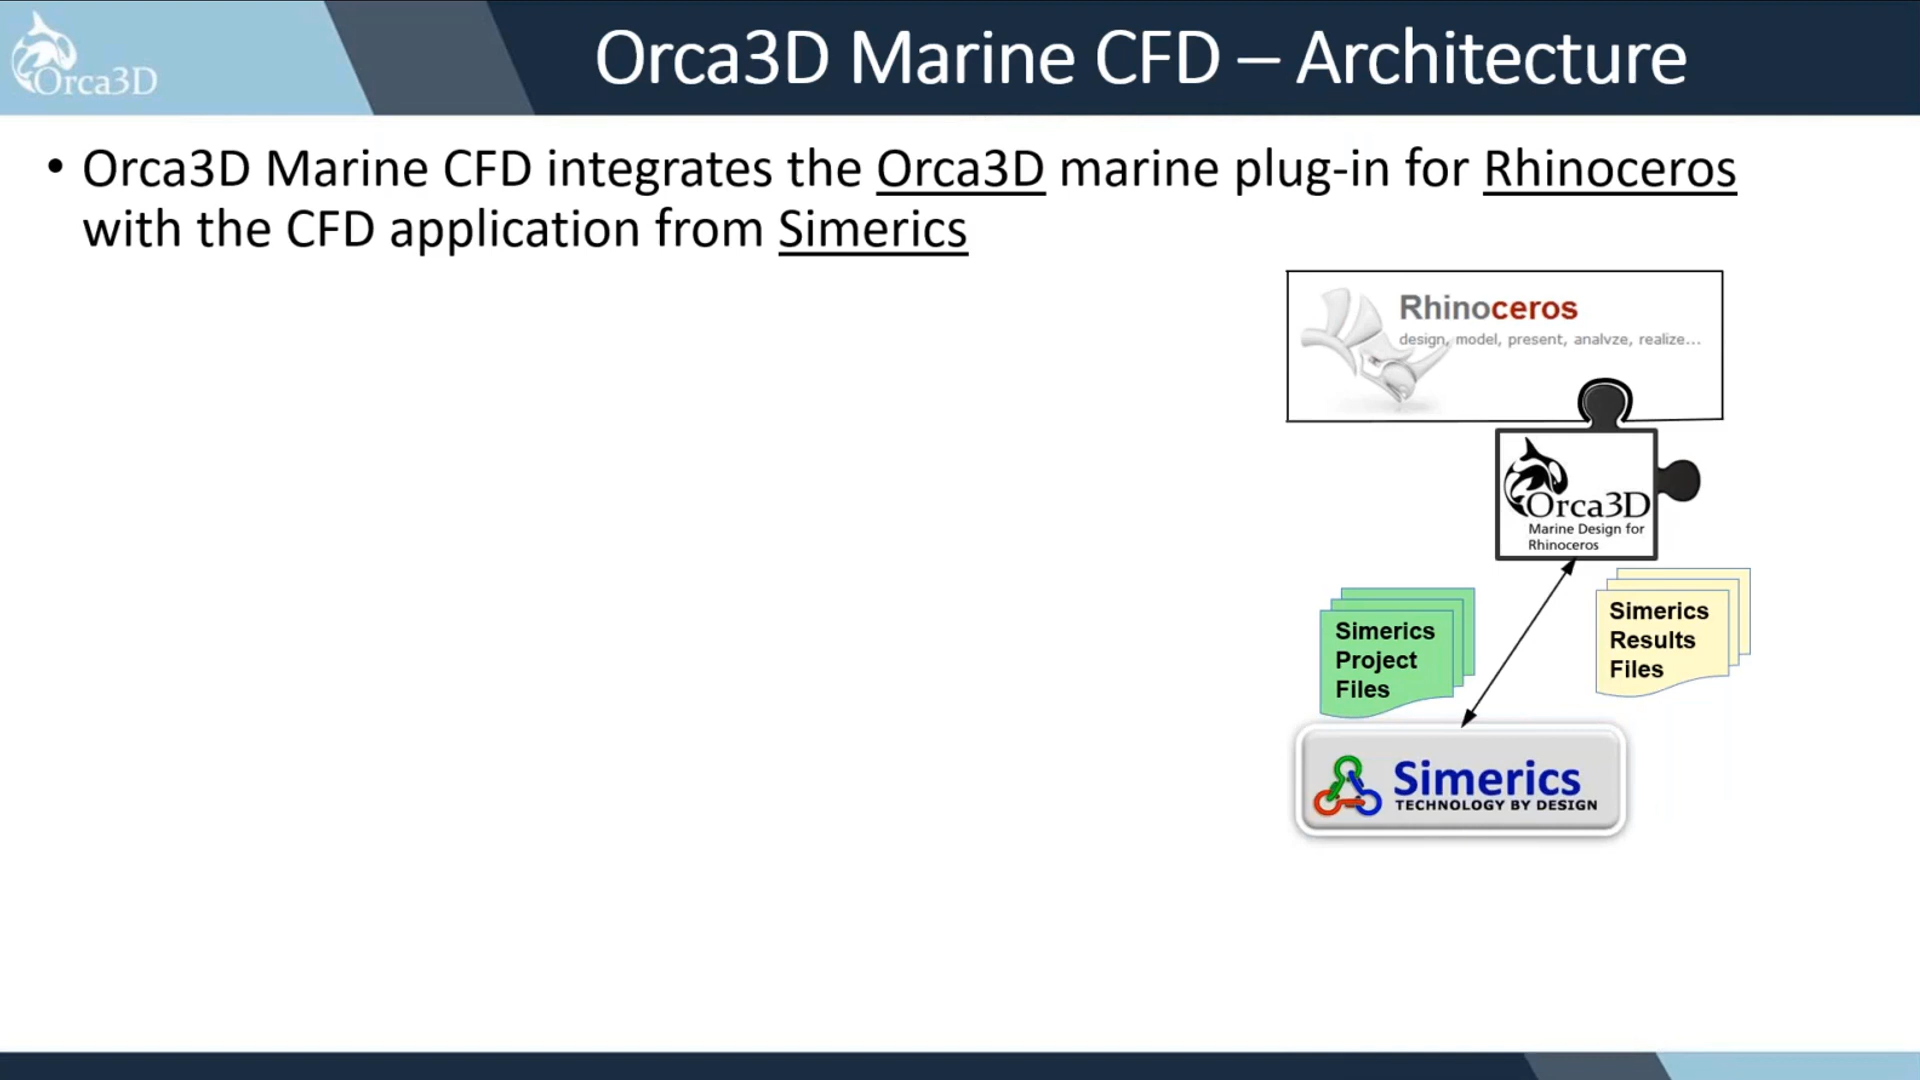 Orca3D
Orca3D Marine CFD – Architecture
• Orca3D Marine CFD integrates the Orca3D marine plug-in for Rhinoceros
with the CFD application from Simerics
Rhinoceros
design, model, present, analyze, realize...
Orca3D
Marine Design for
Rhinoceros
Simerics
Project
Files
Simerics
Results
Files
Simerics
TECHNOLOGY BY DESIGN